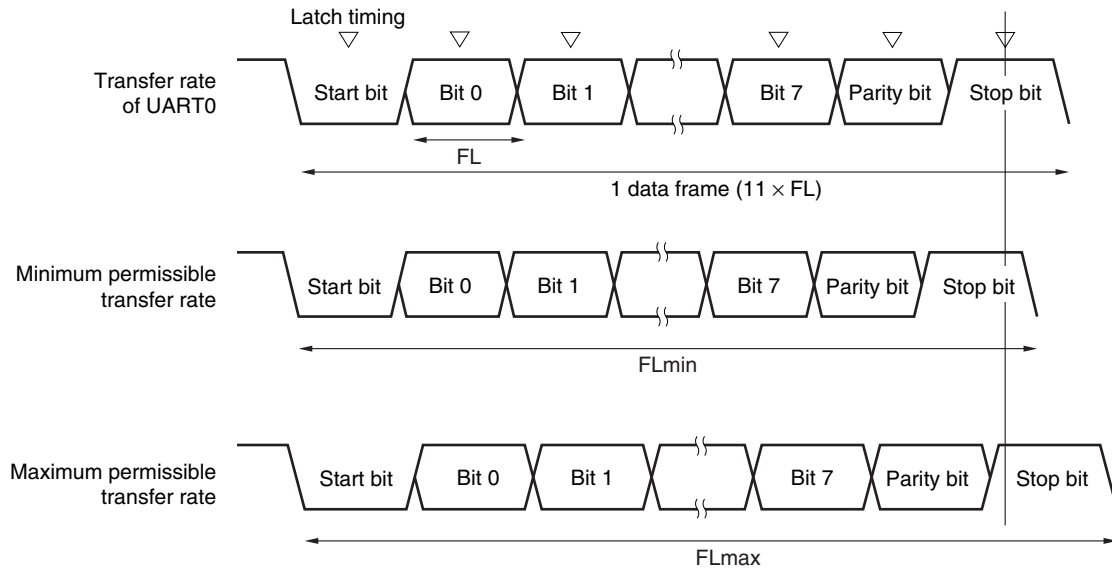 Latch timing
Transfer rate
of UART0
Start bit Bit 0 Bit 1 Bit 7 Parity bit Stop bit
FL
1 data frame (11 × FL)
Minimum permissible
transfer rate
Start bit Bit 0 Bit 1 Bit 7 Parity bit Stop bit
FLmin
Maximum permissible
transfer rate
Start bit Bit 0 Bit 1 Bit 7 Parity bit Stop bit
FLmax